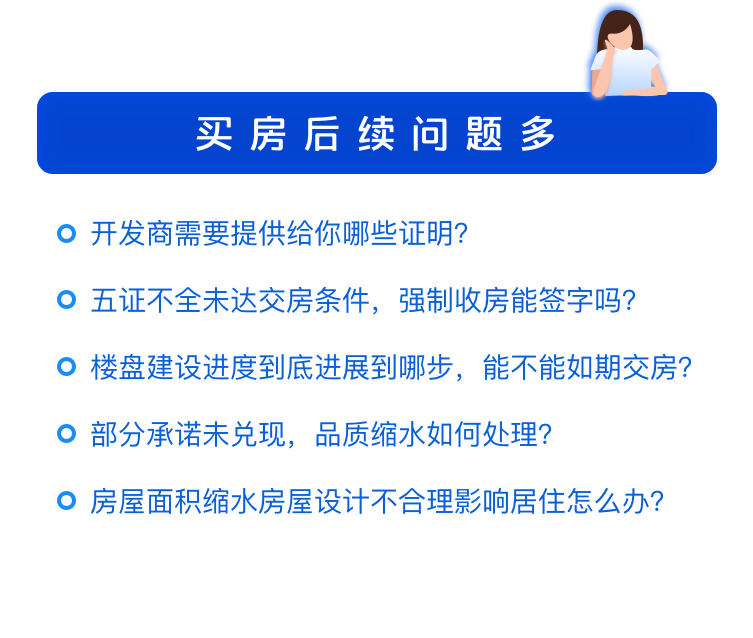 买房后续问题多
开发商需要提供给你哪些证明？
五证不全未达交房条件，强制收房能签字吗？
楼盘建设进度到底进展到哪步，能不能如期交房？
部分承诺未兑现，品质缩水如何处理？
房屋面积缩水房屋设计不合理影响居住怎么办？